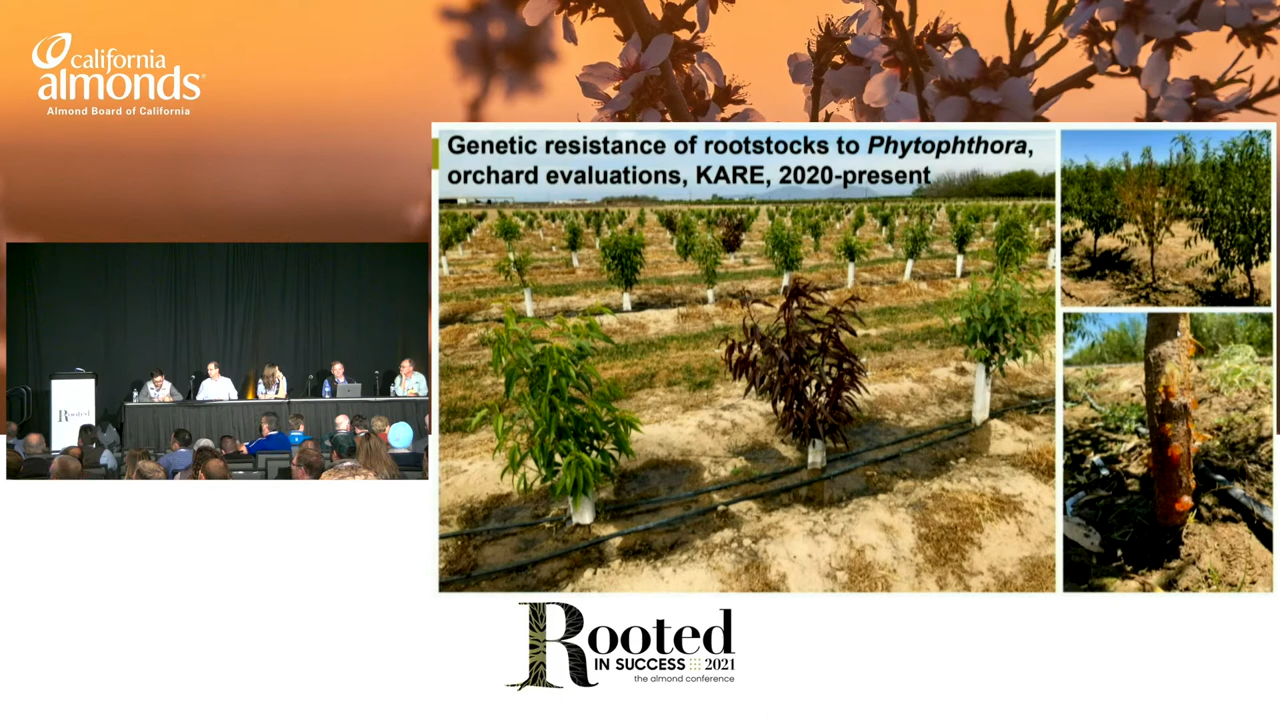 california
almonds
Almond Board of California
Genetic resistance of rootstocks to Phytophthora,
orchard evaluations, KARE, 2020-present
Rooted
Rooted
IN SUCCESS 2021
the almond conference